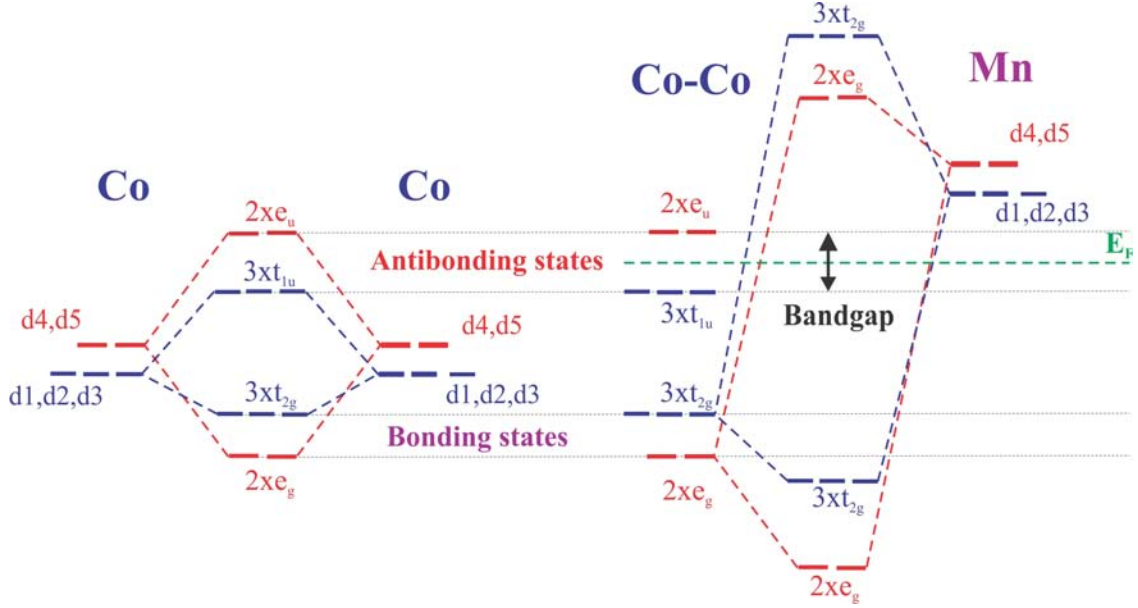 3xt2g
Co-Co
2xeg
Mn
d4,d5
Co
Co
d1,d2,d3
2xeu
2xeu
Antibonding states
EF
3xt1u
3xt1u
Bandgap
d4,d5
d4,d5
d1,d2,d3
d1,d2,d3
3xt2g
3xt2g
Bonding states
2xeg
2xeg
3xt2g
2xeg